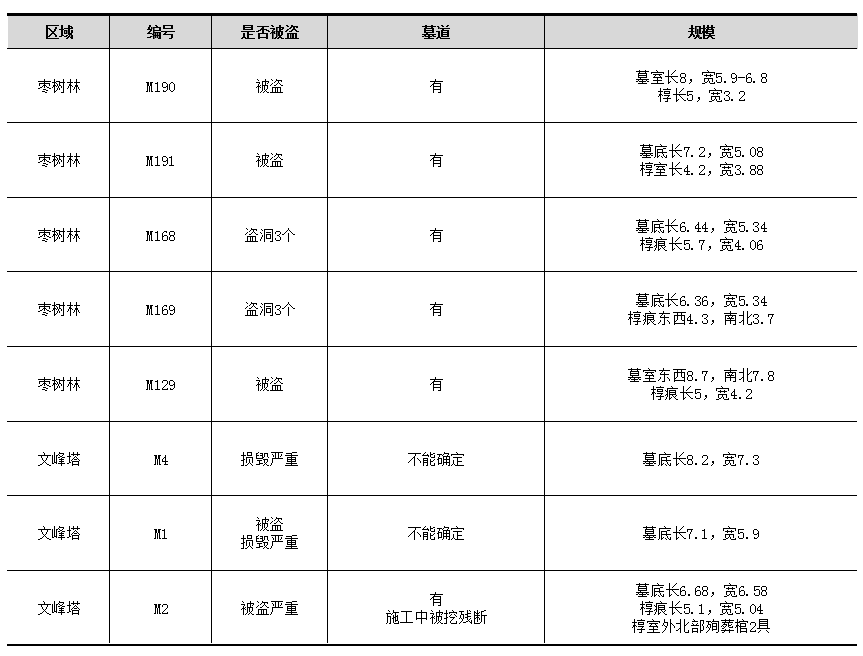 区域 编号 是否被盗 墓道 规模
枣树林 M190 被盗 有 墓室长8，宽5.9-6.8
椁长5，宽3.2
枣树林 M191 被盗 有 墓底长7.2，宽5.08
椁室长4.2，宽3.88
枣树林 M168 盗洞3个 有 墓底长6.44，宽5.34
椁痕长5.7，宽4.06
枣树林 M169 盗洞3个 有 墓底长6.36，宽5.34
椁痕东西4.3，南北3.7
枣树林 M129 被盗 有 墓室东西8.7，南北7.8
椁痕长5，宽4.2
文峰塔 M4 损毁严重 不能确定 墓底长8.2，宽7.3
文峰塔 M1 被盗
损毁严重 不能确定 墓底长7.1，宽5.9
文峰塔 M2 被盗严重 有
施工中被挖残断 墓底长6.68，宽6.58
椁痕长5.1，宽5.04
椁室外北部殉葬棺2具